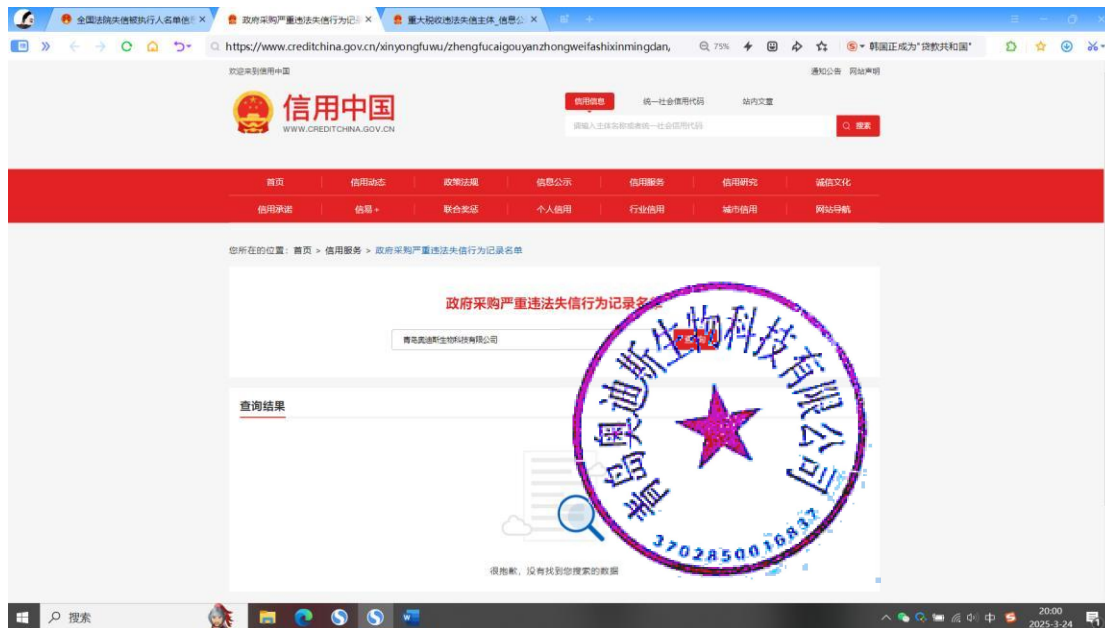 全国法院失信被执行人名单信息
政府采购严重违法失信行为记录
重大税收违法失信主体_信息公
https://www.creditchina.gov.cn/xinyongfuwu/zhengfucaigouyanzhongweifashixinmingdan,
75%
韩国正成为"贷款共和国"
欢迎来到信用中国
通知公告 网站声明
信用中国
WWW.CREDITCHINA.GOV.CN
信用信息 统一社会信用代码 站内文章
请输入主体名称或者统一社会信用代码
搜索
首页 信用动态 政策法规 信息公示 信用服务 信用研究 诚信文化
信用承诺 信易+ 联合奖惩 个人信用 行业信用 城市信用 网站导航
您所在的位置: 首页 > 信用服务 > 政府采购严重违法失信行为记录名单
政府采购严重违法失信行为记录名单
青岛奥迪斯生物科技有限公司
查询结果
青岛奥迪斯生物科技有限公司
3702850016837
很抱歉，没有找到您搜索的数据
搜索
中
20:00
2025-3-24